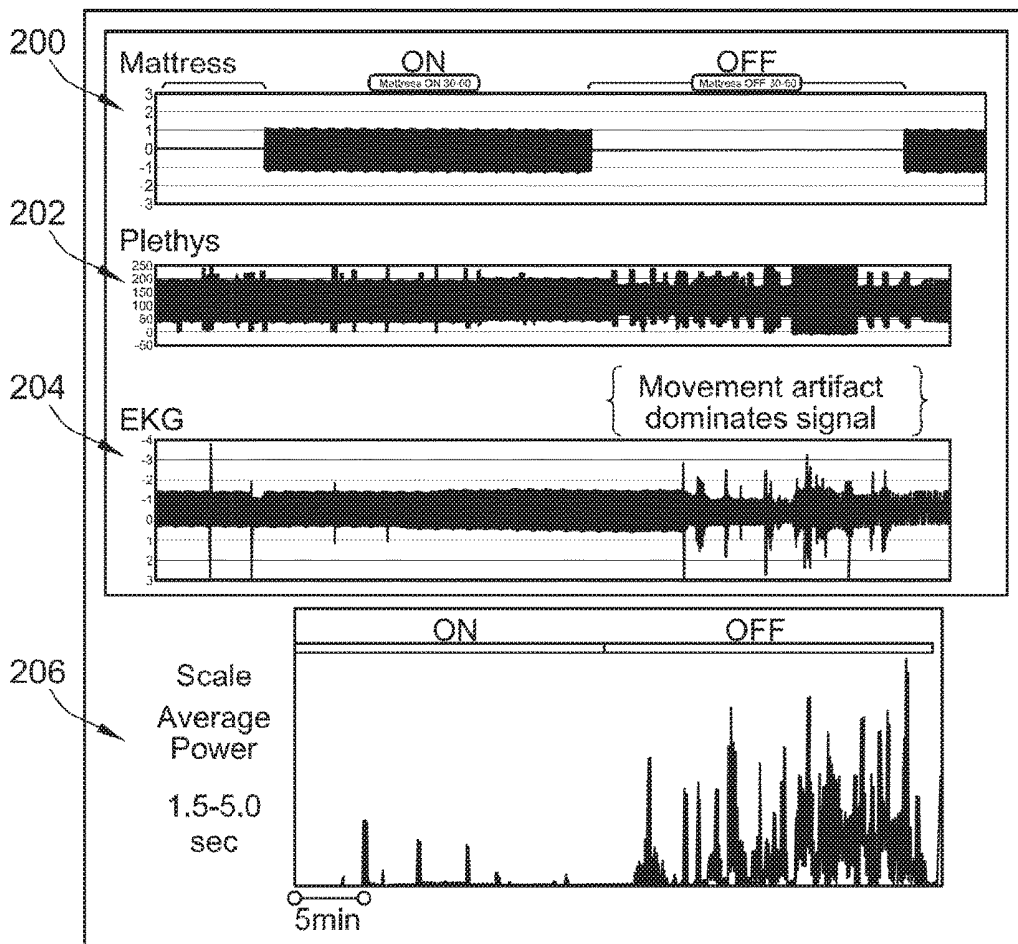 200
Mattress
ON
OFF
Mattress ON 30-60
Mattress OFF 30-60
3
2
1
0
-1
-2
-3
202
Plethys
250
200
150
100
50
0
-50
204
EKG
Movement artifact
dominates signal
-4
-3
-2
-1
0
1
2
3
206
ON
OFF
Scale
Average
Power
1.5-5.0
sec
5min